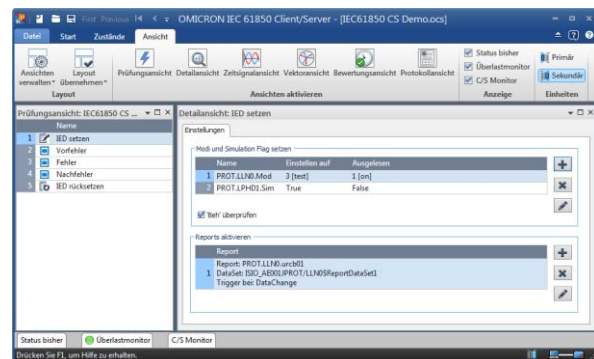 First Previous
OMICRON IEC 61850 Client/Server - [IEC61850 CS Demo.ocs]
Datei Start Zustände Ansicht
Ansichten verwalten
Layout übernehmen
Prüfungsansicht Detailansicht Zeitsignalansicht Vektoransicht Bewertungsansicht Protokollansicht
Status bisher
Überlastmonitor
C/S Monitor
Primär
Sekundär
Layout Ansichten aktivieren Anzeige Einheiten
Prüfungsansicht: IEC61850 CS ...
Name
1 IED setzen
2 Vorfehler
3 Fehler
4 Nachfehler
5 IED rücksetzen
Detailansicht: IED setzen
Einstellungen
Modi und Simulation Flag setzen
Name Einstellen auf Ausgelesen
1 PROT.LLN0.Mod 3 [test] 1 [on]
2 PROT.LPHD1.Sim True False
'Beh' überprüfen
Reports aktivieren
Report
Report: PROT.LLN0.urcb01
1 DataSet: ISIO_AE001/PROT/LLN0$ReportDataSet1
Trigger bei: DataChange
Status bisher Überlastmonitor C/S Monitor
Drücken Sie F1, um Hilfe zu erhalten.